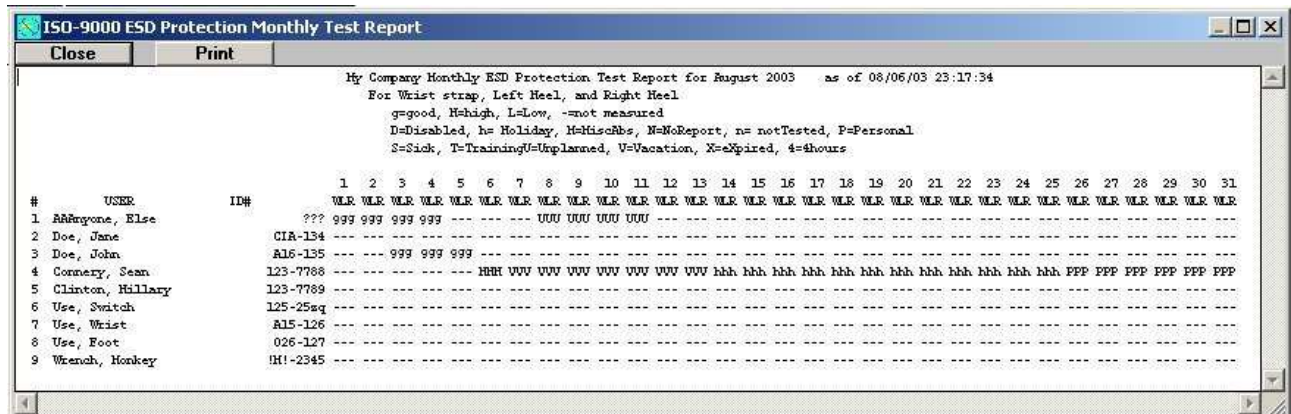 ISO-9000 ESD Protection Monthly Test Report
Close Print
My Company Monthly ESD Protection Test Report for August 2003 as of 08/06/03 23:17:34
For Wrist strap, Left Heel, and Right Heel
g=good, H=high, L=Low, -=not measured
D=Disabled, h= Holiday, M=MiscAbs, N=NoReport, n= notTested, P=Personal
S=Sick, T=TrainingU=Unplanned, V=Vacation, X=eXpired, 4=4hours
1 2 3 4 5 6 7 8 9 10 11 12 13 14 15 16 17 18 19 20 21 22 23 24 25 26 27 28 29 30 31
# USER ID# WLR WLR WLR WLR WLR WLR WLR WLR WLR WLR WLR WLR WLR WLR WLR WLR WLR WLR WLR WLR WLR WLR WLR WLR WLR WLR WLR WLR WLR WLR WLR
1 AAAnyone, Else ??? ggg ggg ggg ggg --- --- --- UUU UUU UUU UUU --- --- --- --- --- --- --- --- --- --- --- --- --- --- --- --- --- --- --- ---
2 Doe, Jane CIA-134 --- --- --- --- --- --- --- --- --- --- --- --- --- --- --- --- --- --- --- --- --- --- --- --- --- --- --- --- --- --- ---
3 Doe, John A16-135 --- --- ggg ggg ggg --- --- --- --- --- --- --- --- --- --- --- --- --- --- --- --- --- --- --- --- --- --- --- --- --- ---
4 Connery, Sean 123-7788 --- --- --- --- --- HHH VVV VVV VVV VVV VVV VVV VVV hhh hhh hhh hhh hhh hhh hhh hhh hhh hhh hhh hhh PPP PPP PPP PPP PPP PPP
5 Clinton, Hillary 123-7789 --- --- --- --- --- --- --- --- --- --- --- --- --- --- --- --- --- --- --- --- --- --- --- --- --- --- --- --- --- --- ---
6 Use, Switch 125-25sq --- --- --- --- --- --- --- --- --- --- --- --- --- --- --- --- --- --- --- --- --- --- --- --- --- --- --- --- --- --- ---
7 Use, Wrist A15-126 --- --- --- --- --- --- --- --- --- --- --- --- --- --- --- --- --- --- --- --- --- --- --- --- --- --- --- --- --- --- ---
8 Use, Foot 026-127 --- --- --- --- --- --- --- --- --- --- --- --- --- --- --- --- --- --- --- --- --- --- --- --- --- --- --- --- --- --- ---
9 Wrench, Monkey !M!-2345 --- --- --- --- --- --- --- --- --- --- --- --- --- --- --- --- --- --- --- --- --- --- --- --- --- --- --- --- --- --- ---